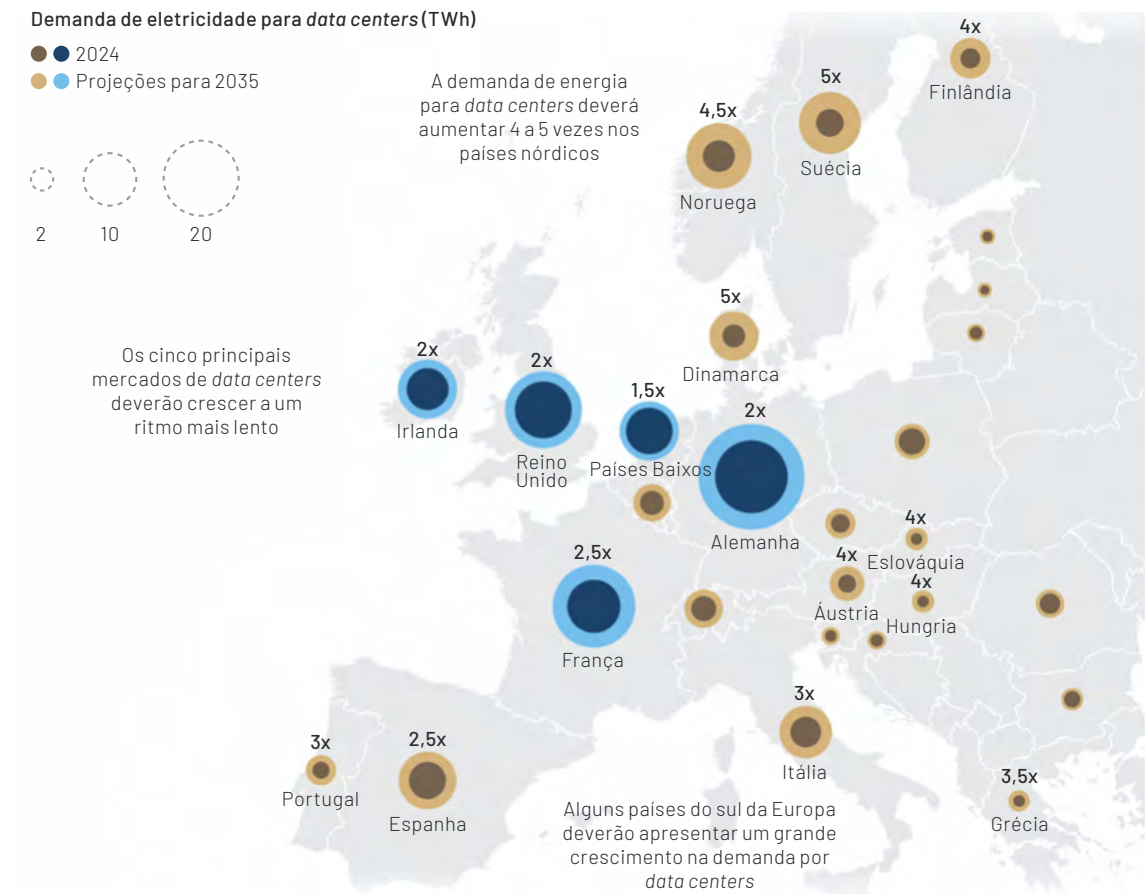 Demanda de eletricidade para data centers (TWh)
2024
Projeções para 2035
2
10
20
A demanda de energia
para data centers deverá
aumentar 4 a 5 vezes nos
países nórdicos
4x
Finlândia
5x
Suécia
4,5x
Noruega
5x
Dinamarca
Os cinco principais
mercados de data centers
deverão crescer a um
ritmo mais lento
2x
Irlanda
2x
Reino
Unido
1,5x
Países Baixos
2x
Alemanha
2,5x
França
4x
Eslováquia
4x
Áustria
4x
Hungria
3x
Portugal
2,5x
Espanha
3x
Itália
3,5x
Grécia
Alguns países do sul da Europa
deverão apresentar um grande
crescimento na demanda por
data centers